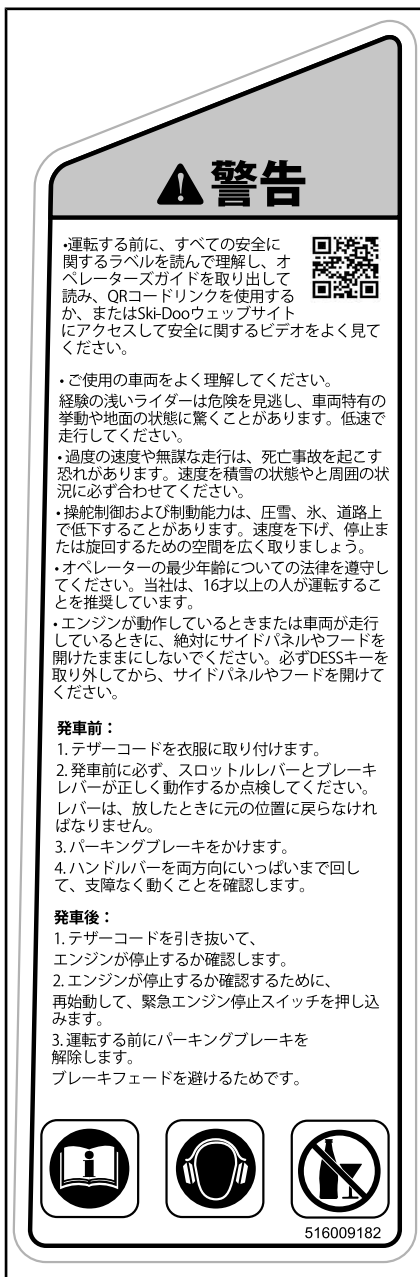 警告
•運転する前に、すべての安全に
関するラベルを読んで理解し、オ
ペレーターズガイドを取り出して
読み、QRコードリンクを使用する
か、またはSki-Dooウェッブサイト
にアクセスして安全に関するビデオをよく見て
ください。
• ご使用の車両をよく理解してください。
経験の浅いライダーは危険を見逃し、車両特有の
挙動や地面の状態に驚くことがあります。低速で
走行してください。
• 過度の速度や無謀な走行は、死亡事故を起こす
恐れがあります。速度を積雪の状態やと周囲の状
況に必ず合わせてください。
• 操舵制御および制動能力は、圧雪、氷、道路上
で低下することがあります。速度を下げ、停止ま
たは旋回するための空間を広く取りましょう。
• オペレーターの最少年齢についての法律を遵守し
てください。当社は、16才以上の人が運転するこ
とを推奨しています。
• エンジンが動作しているときまたは車両が走行
しているときに、絶対にサイドパネルやフードを
開けたままにしないでください。必ずDESSキーを
取り外してから、サイドパネルやフードを開けて
ください。
発車前：
1. テザーコードを衣服に取り付けます。
2. 発車前に必ず、スロットルレバーとブレーキ
レバーが正しく動作するか点検してください。
レバーは、放したときに元の位置に戻らなけれ
ばなりません。
3. パーキングブレーキをかけます。
4. ハンドルバーを両方向にいっぱいまで回し
て、支障なく動くことを確認します。
発車後：
1. テザーコードを引き抜いて、
エンジンが停止するか確認します。
2. エンジンが停止するか確認するために、
再始動して、緊急エンジン停止スイッチを押し込
みます。
3. 運転する前にパーキングブレーキを
解除します。
ブレーキフェードを避けるためです。
516009182